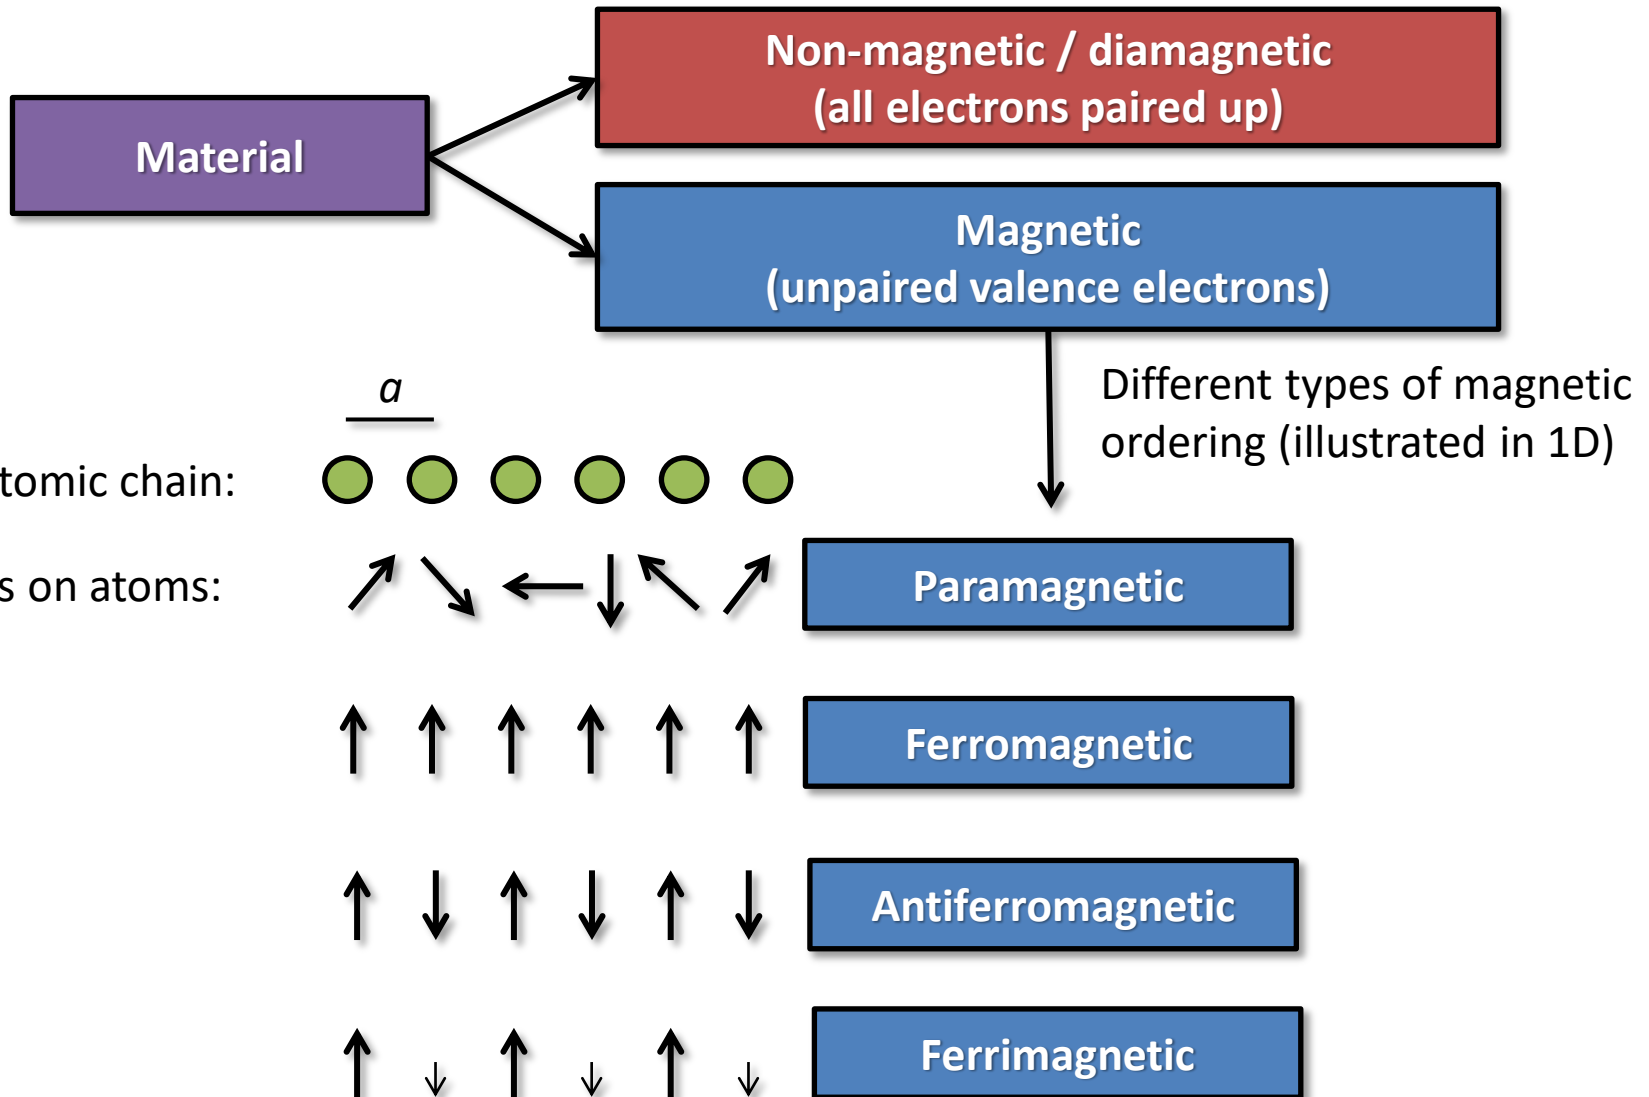 Non-magnetic / diamagnetic
(all electrons paired up)
Material
Magnetic
(unpaired valence electrons)
a
Different types of magnetic
ordering (illustrated in 1D)
tomic chain:
s on atoms:
Paramagnetic
Ferromagnetic
Antiferromagnetic
Ferrimagnetic